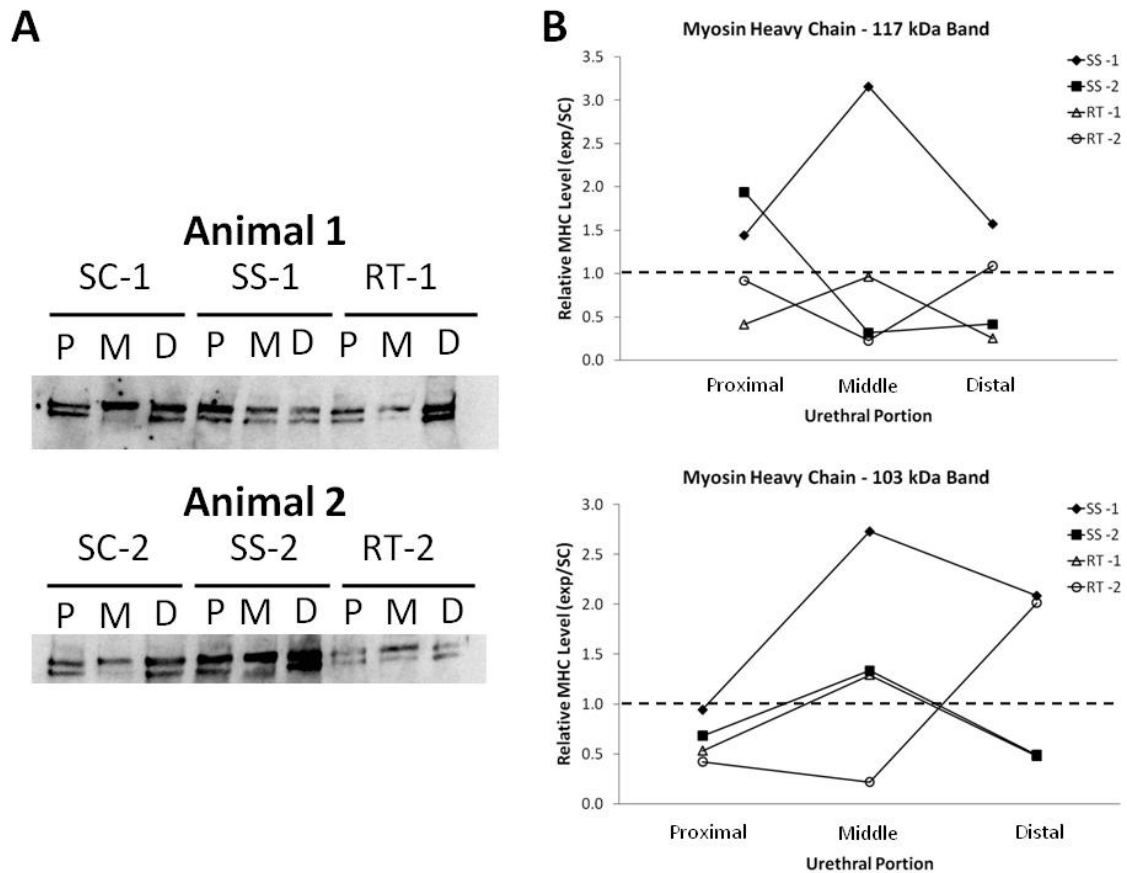 A
Animal 1
SC-1 SS-1 RT-1
P M D P M D P M D
Animal 2
SC-2 SS-2 RT-2
P M D P M D P M D
B
Myosin Heavy Chain - 117 kDa Band
Relative MHC Level (exp/SC)
3.5
3.0
2.5
2.0
1.5
1.0
0.5
0.0
Proximal Middle Distal
Urethral Portion
SS -1
SS -2
RT -1
RT -2
Myosin Heavy Chain - 103 kDa Band
Relative MHC Level (exp/SC)
3.0
2.5
2.0
1.5
1.0
0.5
0.0
Proximal Middle Distal
Urethral Portion
SS -1
SS -2
RT -1
RT -2